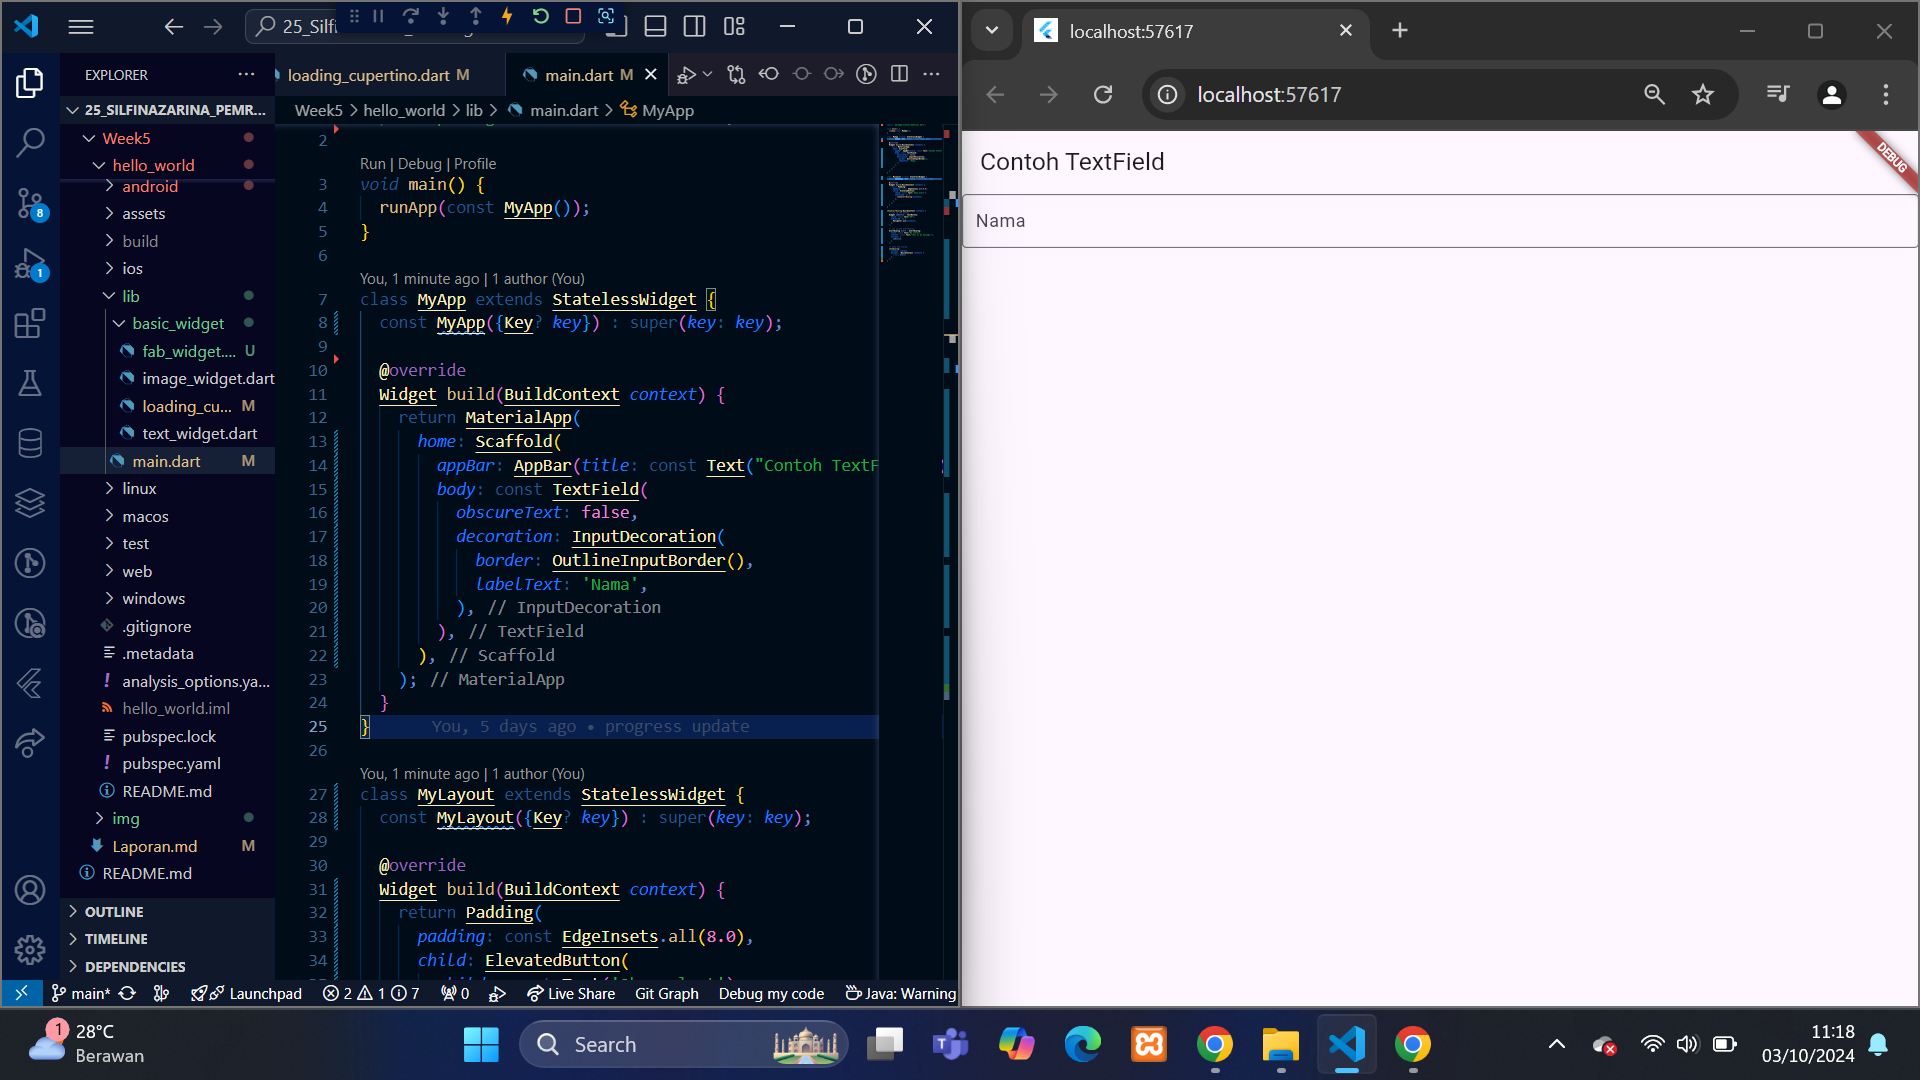 25_Silfi
EXPLORER
25_SILFINAZARINA_PEMR...
Week5
hello_world
android
assets
build
ios
lib
basic_widget
fab_widget.... U
image_widget.dart
loading_cu... M
text_widget.dart
main.dart M
linux
macos
test
web
windows
.gitignore
.metadata
analysis_options.ya...
hello_world.iml
pubspec.lock
pubspec.yaml
README.md
img
Laporan.md M
README.md
OUTLINE
TIMELINE
DEPENDENCIES
8
1
loading_cupertino.dart M
main.dart M
Week5 > hello_world > lib > main.dart > MyApp
2
Run | Debug | Profile
3 void main() {
4 runApp(const MyApp());
5 }
6
You, 1 minute ago | 1 author (You)
7 class MyApp extends StatelessWidget {
8 const MyApp({Key? key}) : super(key: key);
9
10 @override
11 Widget build(BuildContext context) {
12 return MaterialApp(
13 home: Scaffold(
14 appBar: AppBar(title: const Text("Contoh TextF
15 body: const TextField(
16 obscureText: false,
17 decoration: InputDecoration(
18 border: OutlineInputBorder(),
19 labelText: 'Nama',
20 ), // InputDecoration
21 ), // TextField
22 ), // Scaffold
23 ); // MaterialApp
24 }
25 } You, 5 days ago • progress update
26
You, 1 minute ago | 1 author (You)
27 class MyLayout extends StatelessWidget {
28 const MyLayout({Key? key}) : super(key: key);
29
30 @override
31 Widget build(BuildContext context) {
32 return Padding(
33 padding: const EdgeInsets.all(8.0),
34 child: ElevatedButton(
main* Launchpad 2 1 7 0 Live Share Git Graph Debug my code Java: Warning
localhost:57617
localhost:57617
Contoh TextField
DEBUG
Nama
1
28°C
Berawan
Search
11:18
03/10/2024